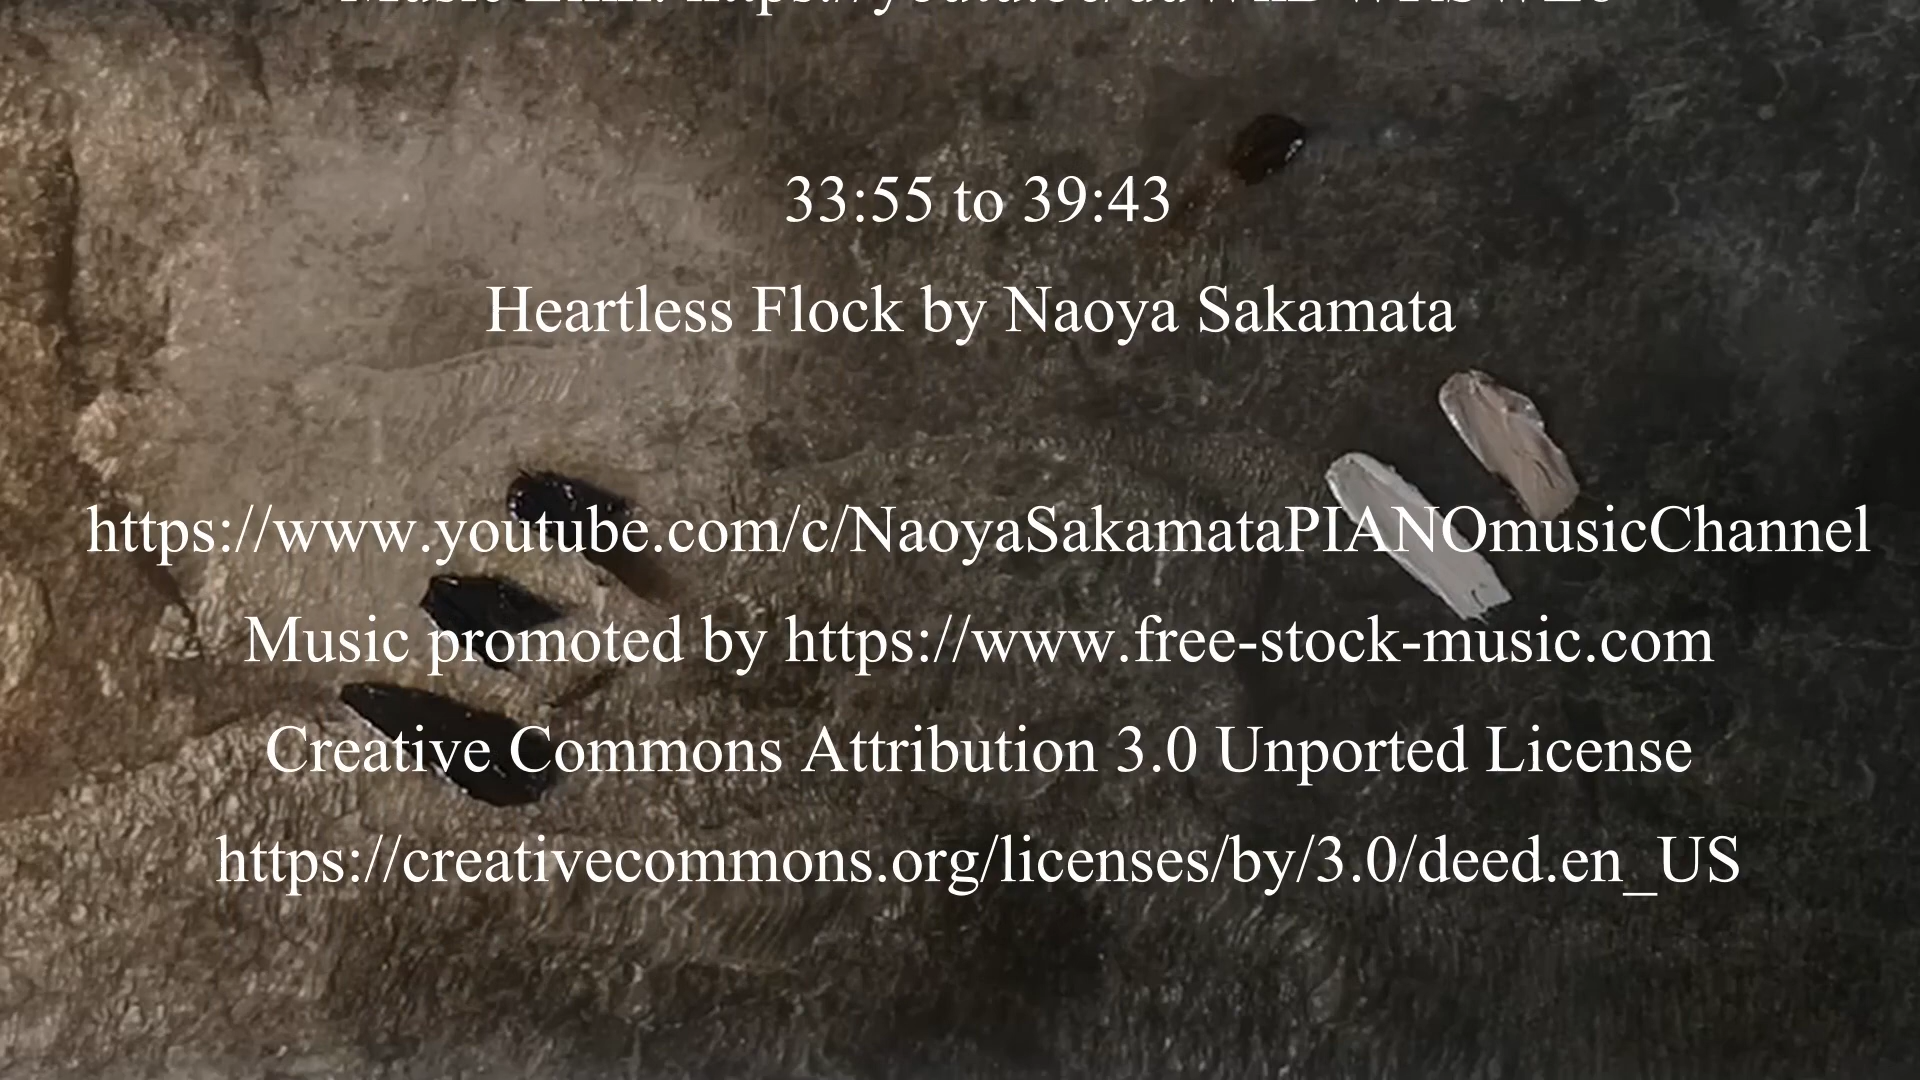 33:55 to 39:43
Heartless Flock by Naoya Sakamata
https://www.youtube.com/c/NaoyaSakamataPIANOmusicChannel
Music promoted by https://www.free-stock-music.com
Creative Commons Attribution 3.0 Unported License
https://creativecommons.org/licenses/by/3.0/deed.en_US